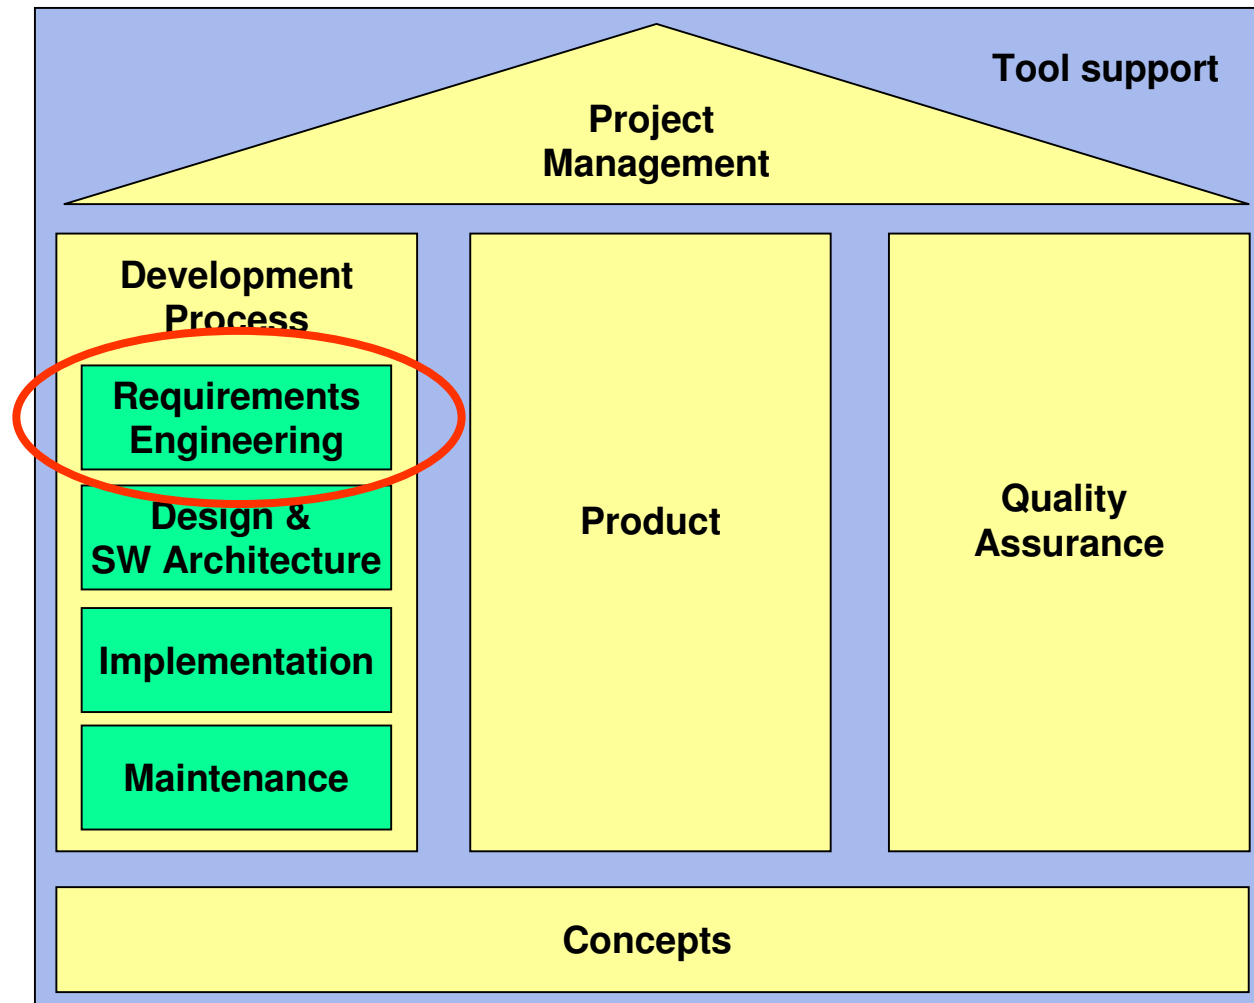 Tool support
Project
Management
Development
Process
Requirements
Engineering
Design &
SW Architecture
Implementation
Maintenance
Product
Quality
Assurance
Concepts